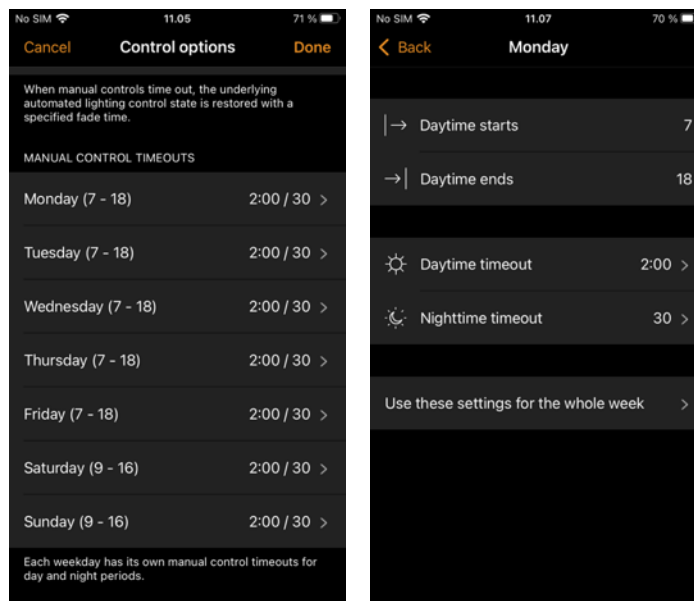 No SIM 11.05 71 %
Cancel Control options Done
When manual controls time out, the underlying
automated lighting control state is restored with a
specified fade time.
MANUAL CONTROL TIMEOUTS
Monday (7 - 18) 2:00 / 30 >
Tuesday (7 - 18) 2:00 / 30 >
Wednesday (7 - 18) 2:00 / 30 >
Thursday (7 - 18) 2:00 / 30 >
Friday (7 - 18) 2:00 / 30 >
Saturday (9 - 16) 2:00 / 30 >
Sunday (9 - 16) 2:00 / 30 >
Each weekday has its own manual control timeouts for
day and night periods.
No SIM 11.07 70 %
Back Monday
Daytime starts 7
Daytime ends 18
Daytime timeout 2:00 >
Nighttime timeout 30 >
Use these settings for the whole week >